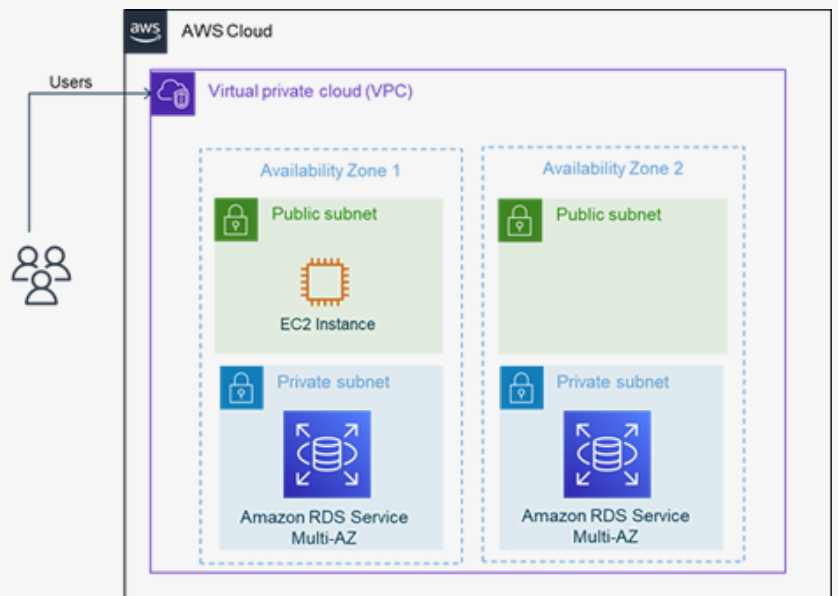 aws
AWS Cloud
Users
Virtual private cloud (VPC)
Availability Zone 1
Public subnet
EC2 Instance
Private subnet
Amazon RDS Service
Multi-AZ
Availability Zone 2
Public subnet
Private subnet
Amazon RDS Service
Multi-AZ